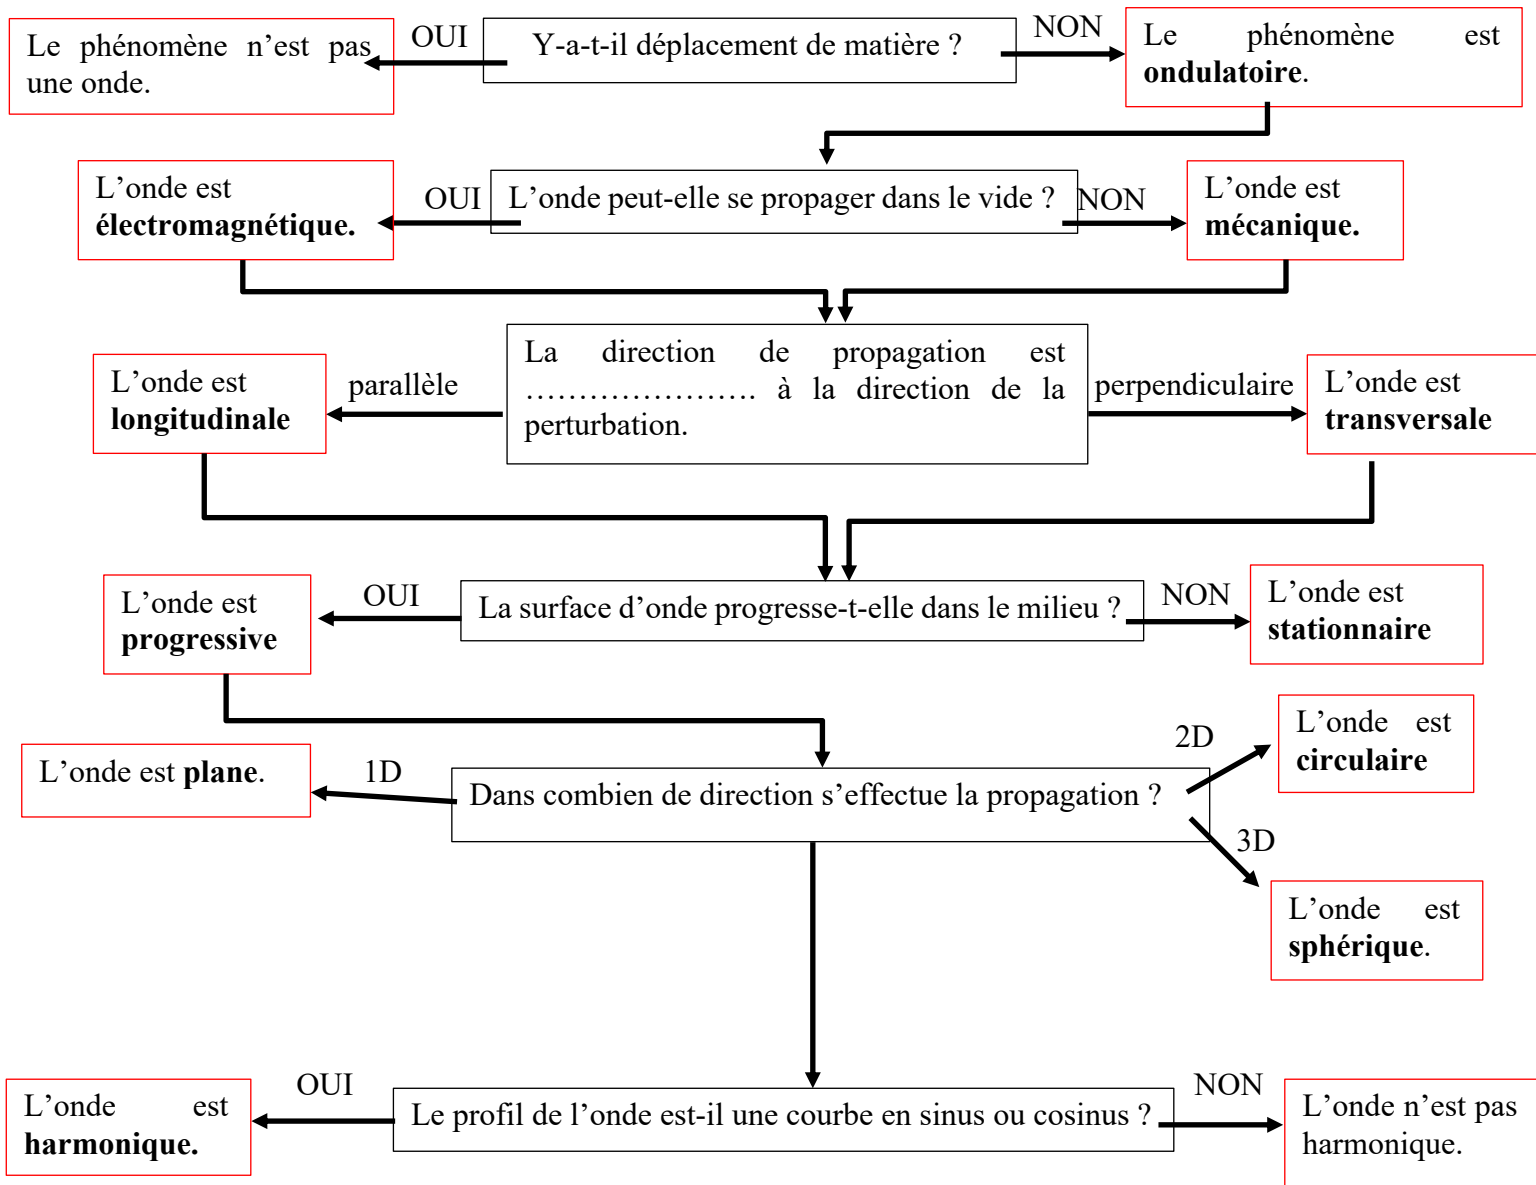 Le phénomène n’est pas
une onde.
OUI
Y-a-t-il déplacement de matière ?
NON
Le phénomène est
ondulatoire.
L’onde est
électromagnétique.
OUI
L’onde peut-elle se propager dans le vide ?
NON
L’onde est
mécanique.
L’onde est
longitudinale
parallèle
La direction de propagation est
…………………. à la direction de la
perturbation.
perpendiculaire
L’onde est
transversale
L’onde est
progressive
OUI
La surface d’onde progresse-t-elle dans le milieu ?
NON
L’onde est
stationnaire
L’onde est plane.
1D
Dans combien de direction s’effectue la propagation ?
2D
L’onde est
circulaire
3D
L’onde est
sphérique.
L’onde est
harmonique.
OUI
Le profil de l’onde est-il une courbe en sinus ou cosinus ?
NON
L’onde n’est pas
harmonique.